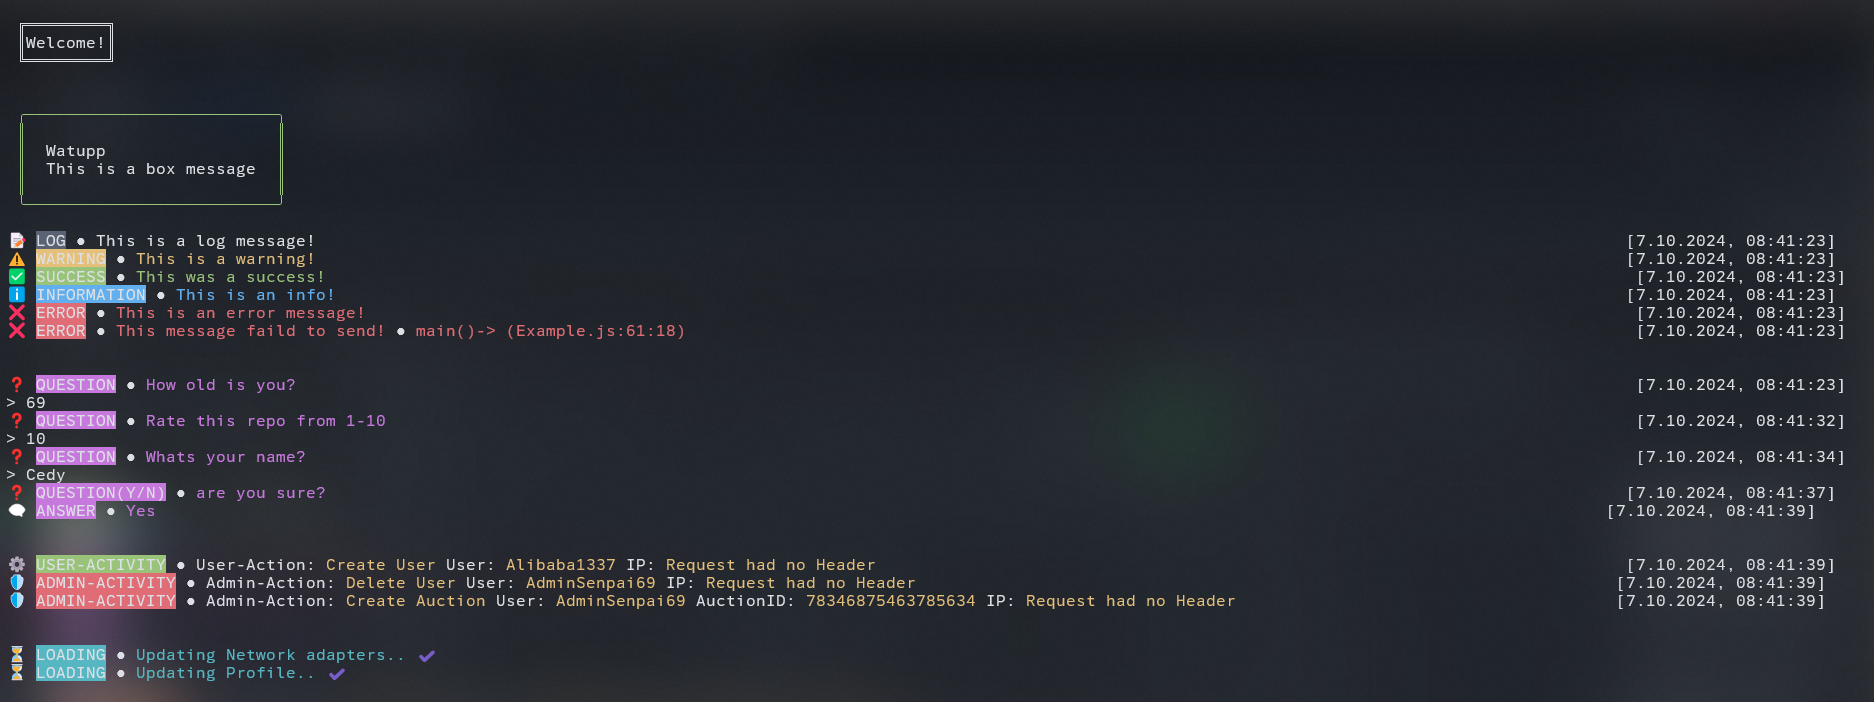 Welcome!
Watupp
This is a box message
LOG ● This is a log message! [7.10.2024, 08:41:23]
WARNING ● This is a warning! [7.10.2024, 08:41:23]
SUCCESS ● This was a success! [7.10.2024, 08:41:23]
INFORMATION ● This is an info! [7.10.2024, 08:41:23]
ERROR ● This is an error message! [7.10.2024, 08:41:23]
ERROR ● This message faild to send! ● main()-> (Example.js:61:18) [7.10.2024, 08:41:23]
QUESTION ● How old is you? [7.10.2024, 08:41:23]
> 69
QUESTION ● Rate this repo from 1-10 [7.10.2024, 08:41:32]
> 10
QUESTION ● Whats your name? [7.10.2024, 08:41:34]
> Cedy
QUESTION(Y/N) ● are you sure? [7.10.2024, 08:41:37]
ANSWER ● Yes [7.10.2024, 08:41:39]
USER-ACTIVITY ● User-Action: Create User User: Alibaba1337 IP: Request had no Header [7.10.2024, 08:41:39]
ADMIN-ACTIVITY ● Admin-Action: Delete User User: AdminSenpai69 IP: Request had no Header [7.10.2024, 08:41:39]
ADMIN-ACTIVITY ● Admin-Action: Create Auction User: AdminSenpai69 AuctionID: 78346875463785634 IP: Request had no Header [7.10.2024, 08:41:39]
LOADING ● Updating Network adapters.. ✔
LOADING ● Updating Profile.. ✔